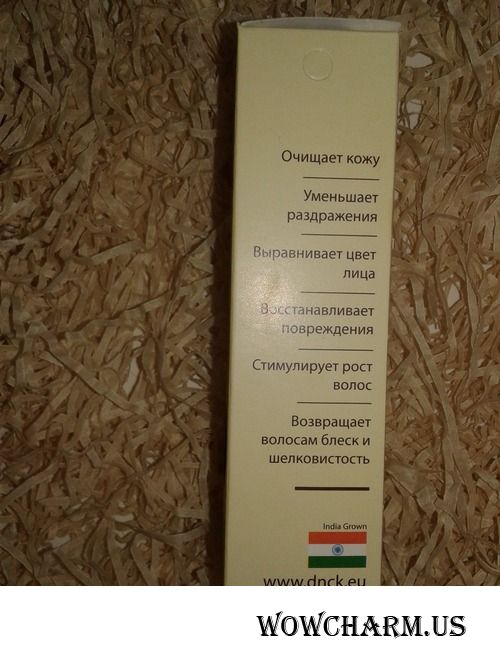 Очищает кожу
Уменьшает
раздражения
Выравнивает цвет
лица
Восстанавливает
повреждения
Стимулирует рост
волос
Возвращает
волосам блеск и
шелковистость
India Grown
www.dnck.eu
WOWCHARM.US